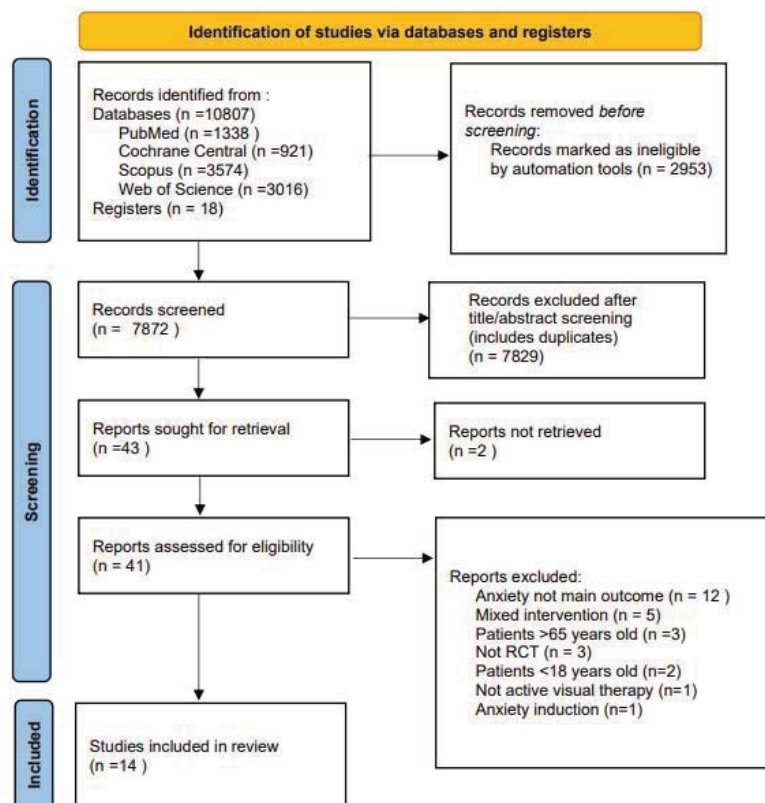 Identification of studies via databases and registers
Identification
Records identified from :
Databases (n =10807)
PubMed (n =1338 )
Cochrane Central (n =921)
Scopus (n =3574)
Web of Science (n =3016)
Registers (n = 18)
Records removed before
screening:
Records marked as ineligible
by automation tools (n = 2953)
Screening
Records screened
(n = 7872 )
Records excluded after
title/abstract screening
(includes duplicates)
(n = 7829)
Reports sought for retrieval
(n =43 )
Reports not retrieved
(n =2 )
Reports assessed for eligibility
(n = 41)
Reports excluded:
Anxiety not main outcome (n = 12 )
Mixed intervention (n = 5)
Patients >65 years old (n =3)
Not RCT (n = 3)
Patients <18 years old (n=2)
Not active visual therapy (n=1)
Anxiety induction (n=1)
Included
Studies included in review
(n =14 )